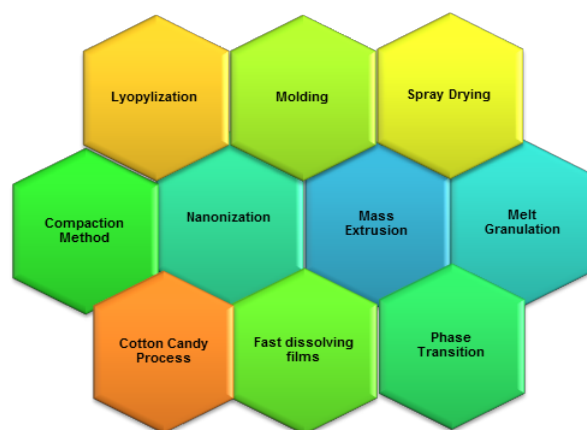 Lyopylization
Molding
Spray Drying
Compaction
Method
Nanonization
Mass
Extrusion
Melt
Granulation
Cotton Candy
Process
Fast dissolving
films
Phase
Transition